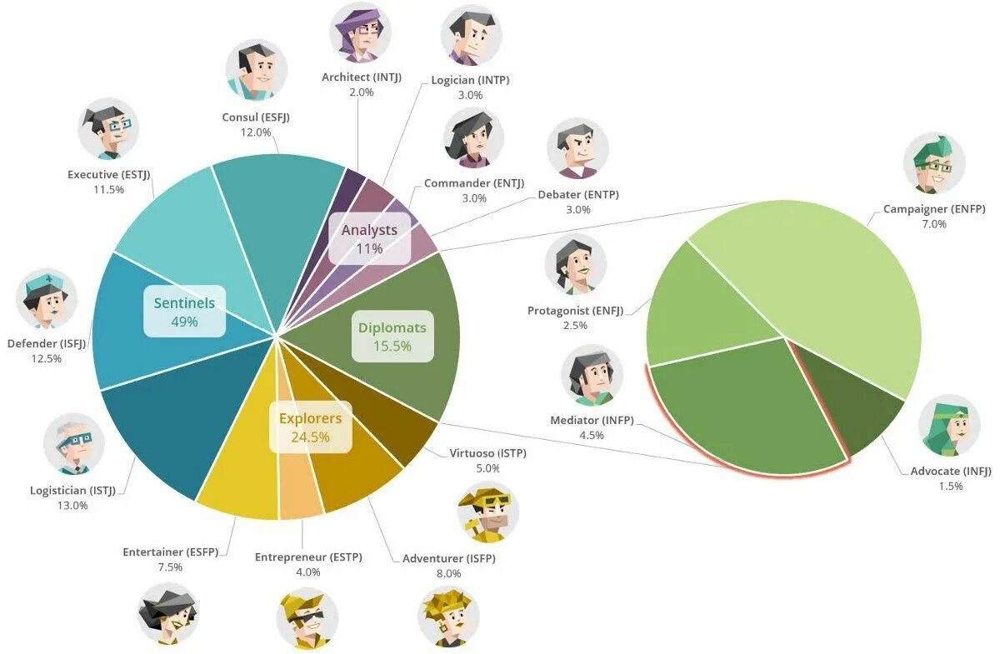 Architect (INTJ)
2.0%
Logician (INTP)
3.0%
Consul (ESFJ)
12.0%
Executive (ESTJ)
11.5%
Commander (ENTJ)
3.0%
Debater (ENTP)
3.0%
Campaigner (ENFP)
7.0%
Analysts
11%
Sentinels
49%
Diplomats
15.5%
Protagonist (ENFJ)
2.5%
Defender (ISFJ)
12.5%
Explorers
24.5%
Mediator (INFP)
4.5%
Virtuoso (ISTP)
5.0%
Advocate (INFJ)
1.5%
Logistician (ISTJ)
13.0%
Entertainer (ESFP)
7.5%
Entrepreneur (ESTP)
4.0%
Adventurer (ISFP)
8.0%